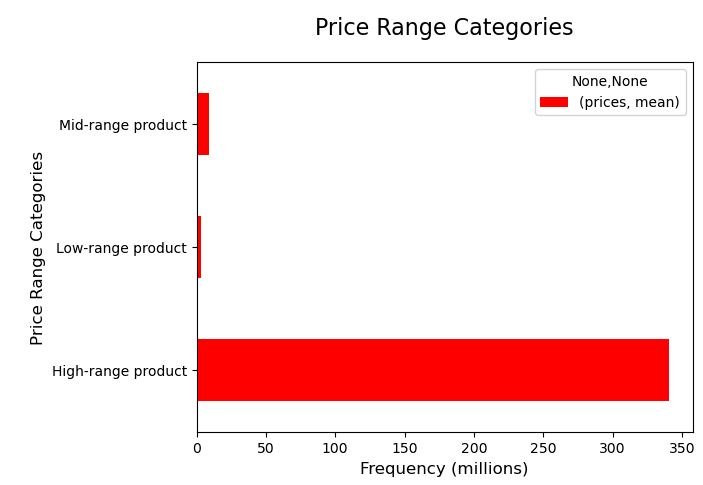 Price Range Categories
None,None
(prices, mean)
Mid-range product
Low-range product
High-range product
Price Range Categories
0 50 100 150 200 250 300 350
Frequency (millions)